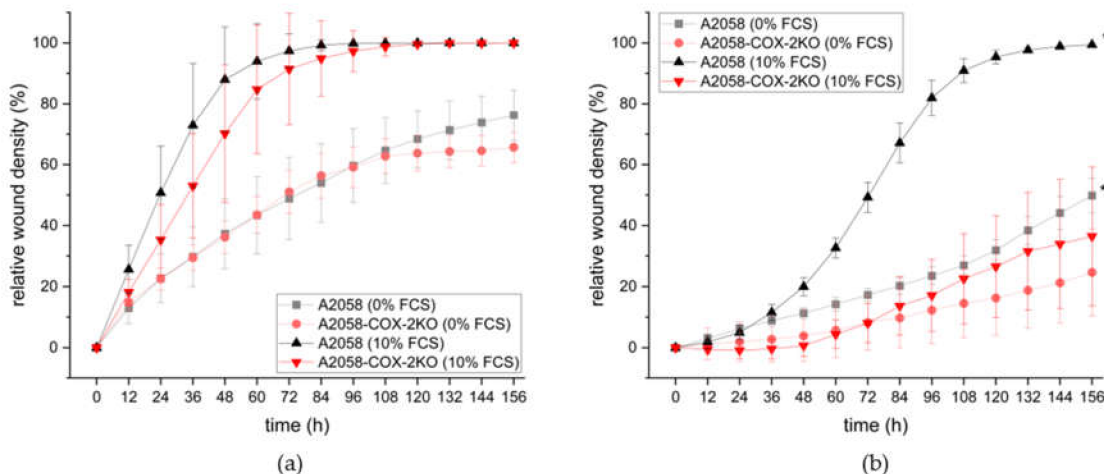 relative wound density (%)
100
80
60
40
20
0
A2058 (0% FCS)
A2058-COX-2KO (0% FCS)
A2058 (10% FCS)
A2058-COX-2KO (10% FCS)
0 12 24 36 48 60 72 84 96 108 120 132 144 156
time (h)
(a)
relative wound density (%)
100
80
60
40
20
0
A2058 (0% FCS)
A2058-COX-2KO (0% FCS)
A2058 (10% FCS)
A2058-COX-2KO (10% FCS)
0 12 24 36 48 60 72 84 96 108 120 132 144 156
time (h)
(b)